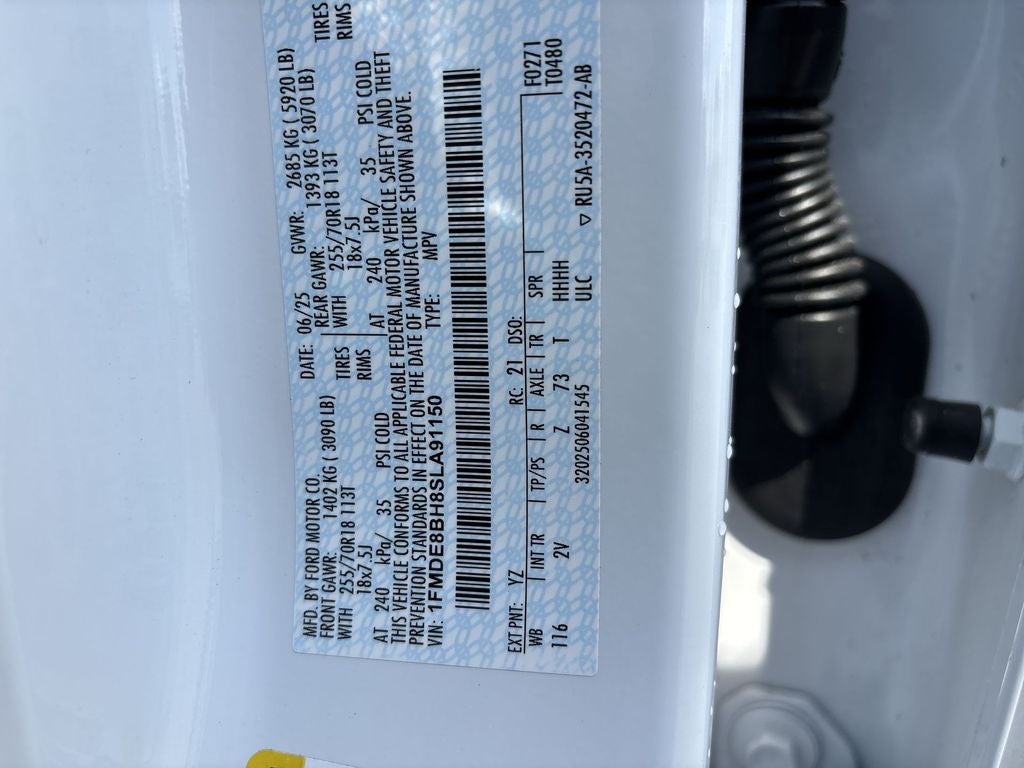 MFD. BY FORD MOTOR CO.
DATE: 06/25 GVWR: 2685 KG ( 5920 LB)
FRONT GAWR: 1402 KG ( 3090 LB)
REAR GAWR: 1393 KG ( 3070 LB)
WITH 255/70R18 113T TIRES
WITH 255/70R18 113T TIRES
18x7.5J RIMS
18x7.5J RIMS
AT 240 kPa/ 35 PSI COLD
AT 240 kPa/ 35 PSI COLD
THIS VEHICLE CONFORMS TO ALL APPLICABLE FEDERAL MOTOR VEHICLE SAFETY AND THEFT
PREVENTION STANDARDS IN EFFECT ON THE DATE OF MANUFACTURE SHOWN ABOVE.
VIN: 1FMDE8BH8SLA91150 TYPE: MPV
EXT PNT: YZ RC: 21 DSO: F0271
WB INT TR TP/PS R AXLE TR SPR T0480
116 2V Z 73 T HHHH
ULC
3202506041545 ▽ RU5A-3520472-AB